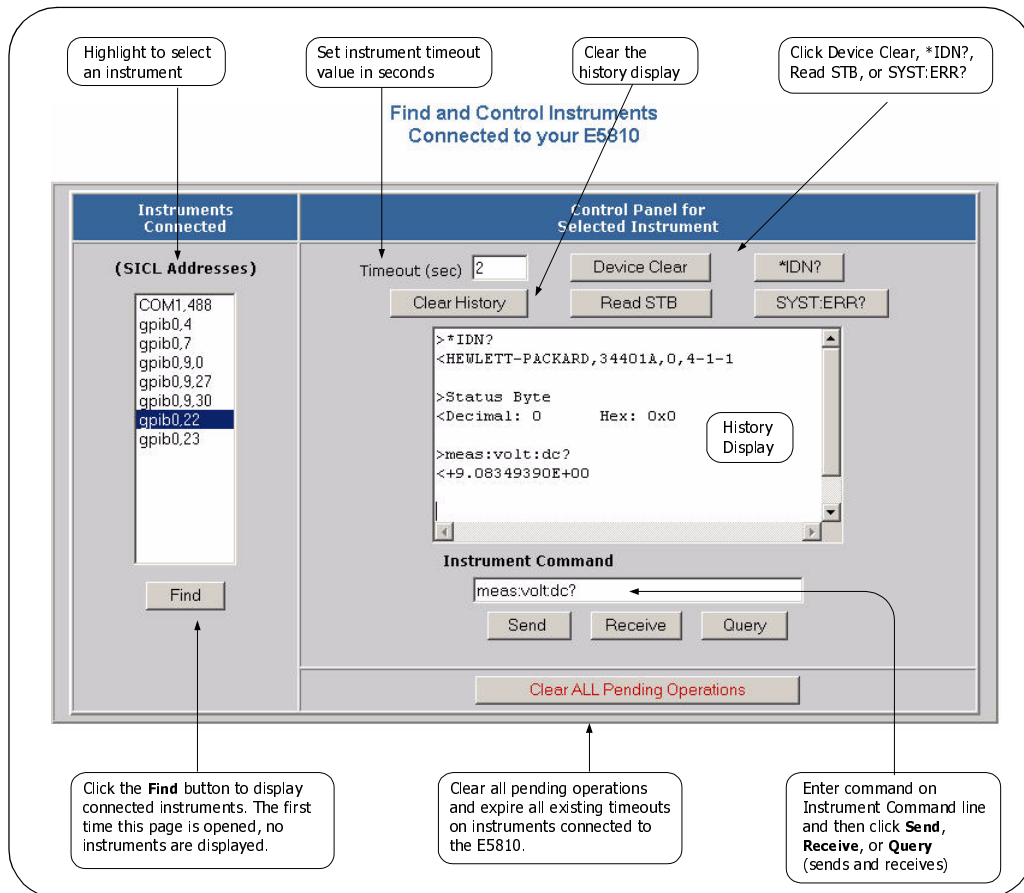 Highlight to select
an instrument
Set instrument timeout
value in seconds
Clear the
history display
Click Device Clear, *IDN?,
Read STB, or SYST:ERR?
Find and Control Instruments
Connected to your E5810
Instruments
Connected
Control Panel for
Selected Instrument
(SICL Addresses)
Timeout (sec) 2
Device Clear
*IDN?
Clear History
Read STB
SYST:ERR?
COM1,488
gpib0,4
gpib0,7
gpib0,9,0
gpib0,9,27
gpib0,9,30
gpib0,22
gpib0,23
>*IDN?
<HEWLETT-PACKARD,34401A,0,4-1-1
>Status Byte
<Decimal: 0 Hex: 0x0
>meas:volt:dc?
<+9.08349390E+00
History
Display
Find
Instrument Command
meas:volt:dc?
Send
Receive
Query
Clear ALL Pending Operations
Click the Find button to display
connected instruments. The first
time this page is opened, no
instruments are displayed.
Clear all pending operations
and expire all existing timeouts
on instruments connected to
the E5810.
Enter command on
Instrument Command line
and then click Send,
Receive, or Query
(sends and receives)